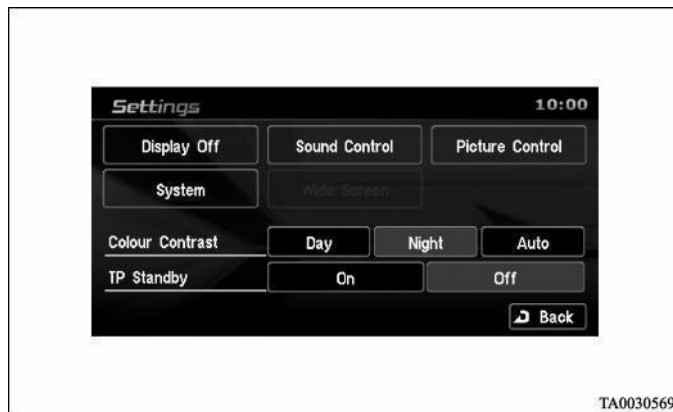 Settings 10:00
Display Off Sound Control Picture Control
System Wide Screen
Colour Contrast Day Night Auto
TP Standby On Off
Back
TA0030569